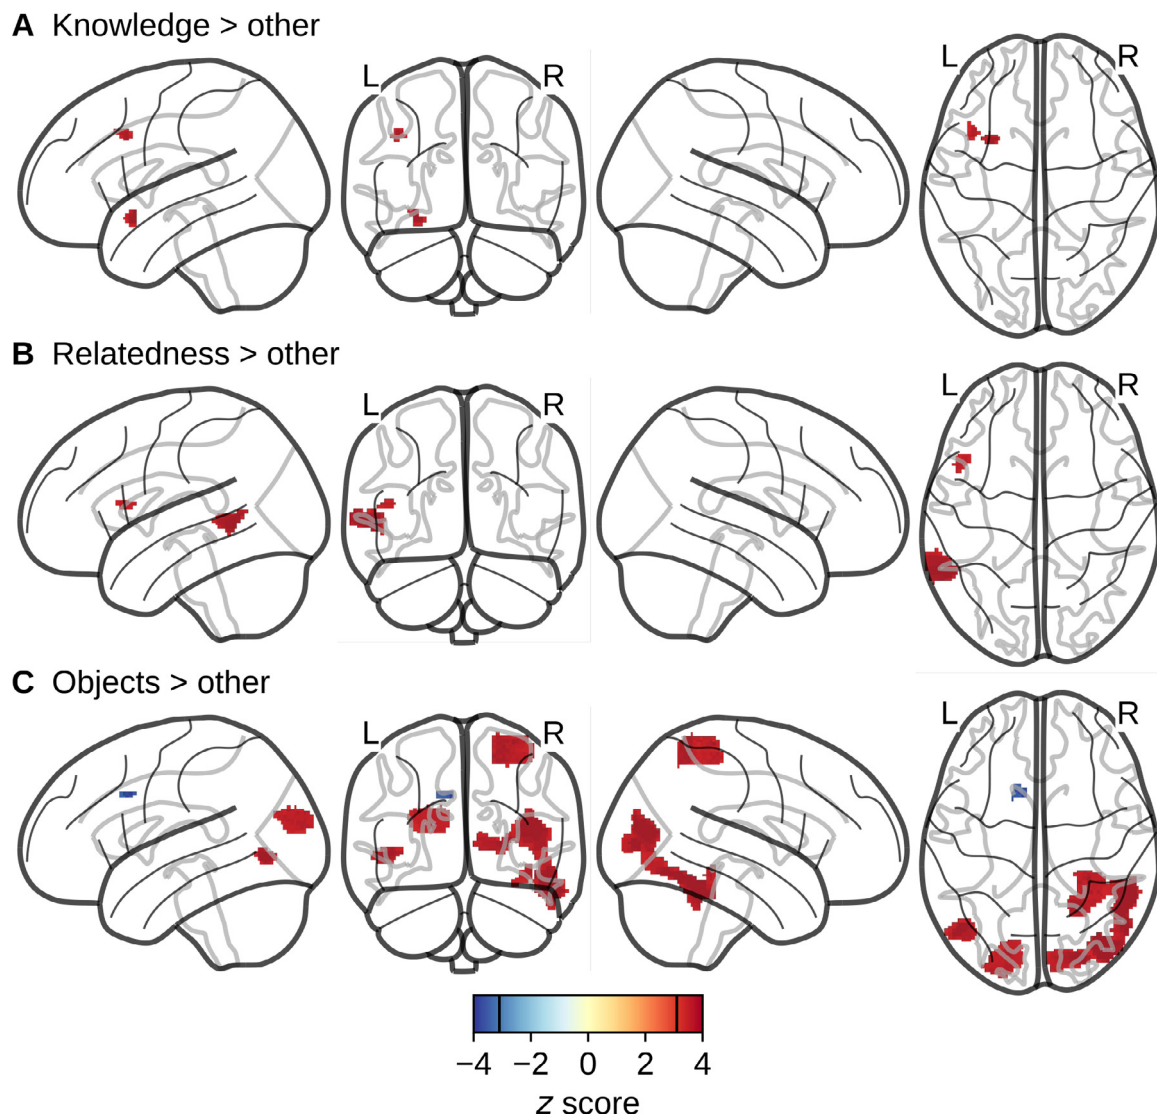 A Knowledge > other
L R L R
B Relatedness > other
L R L R
C Objects > other
L R L R
−4 −2 0 2 4
z score